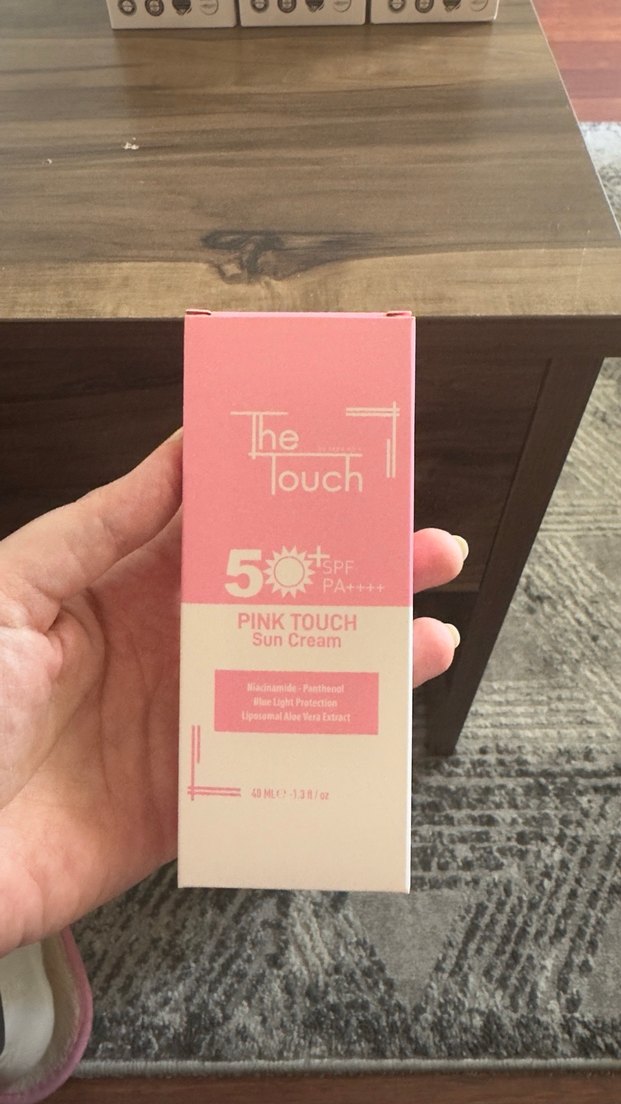 The
Touch
50+ SPF
PA++++
PINK TOUCH
Sun Cream
Niacinamide - Panthenol
Blue Light Protection
Liposomal Aloe Vera Extract
40 ML ℮ -1.3 fl / oz